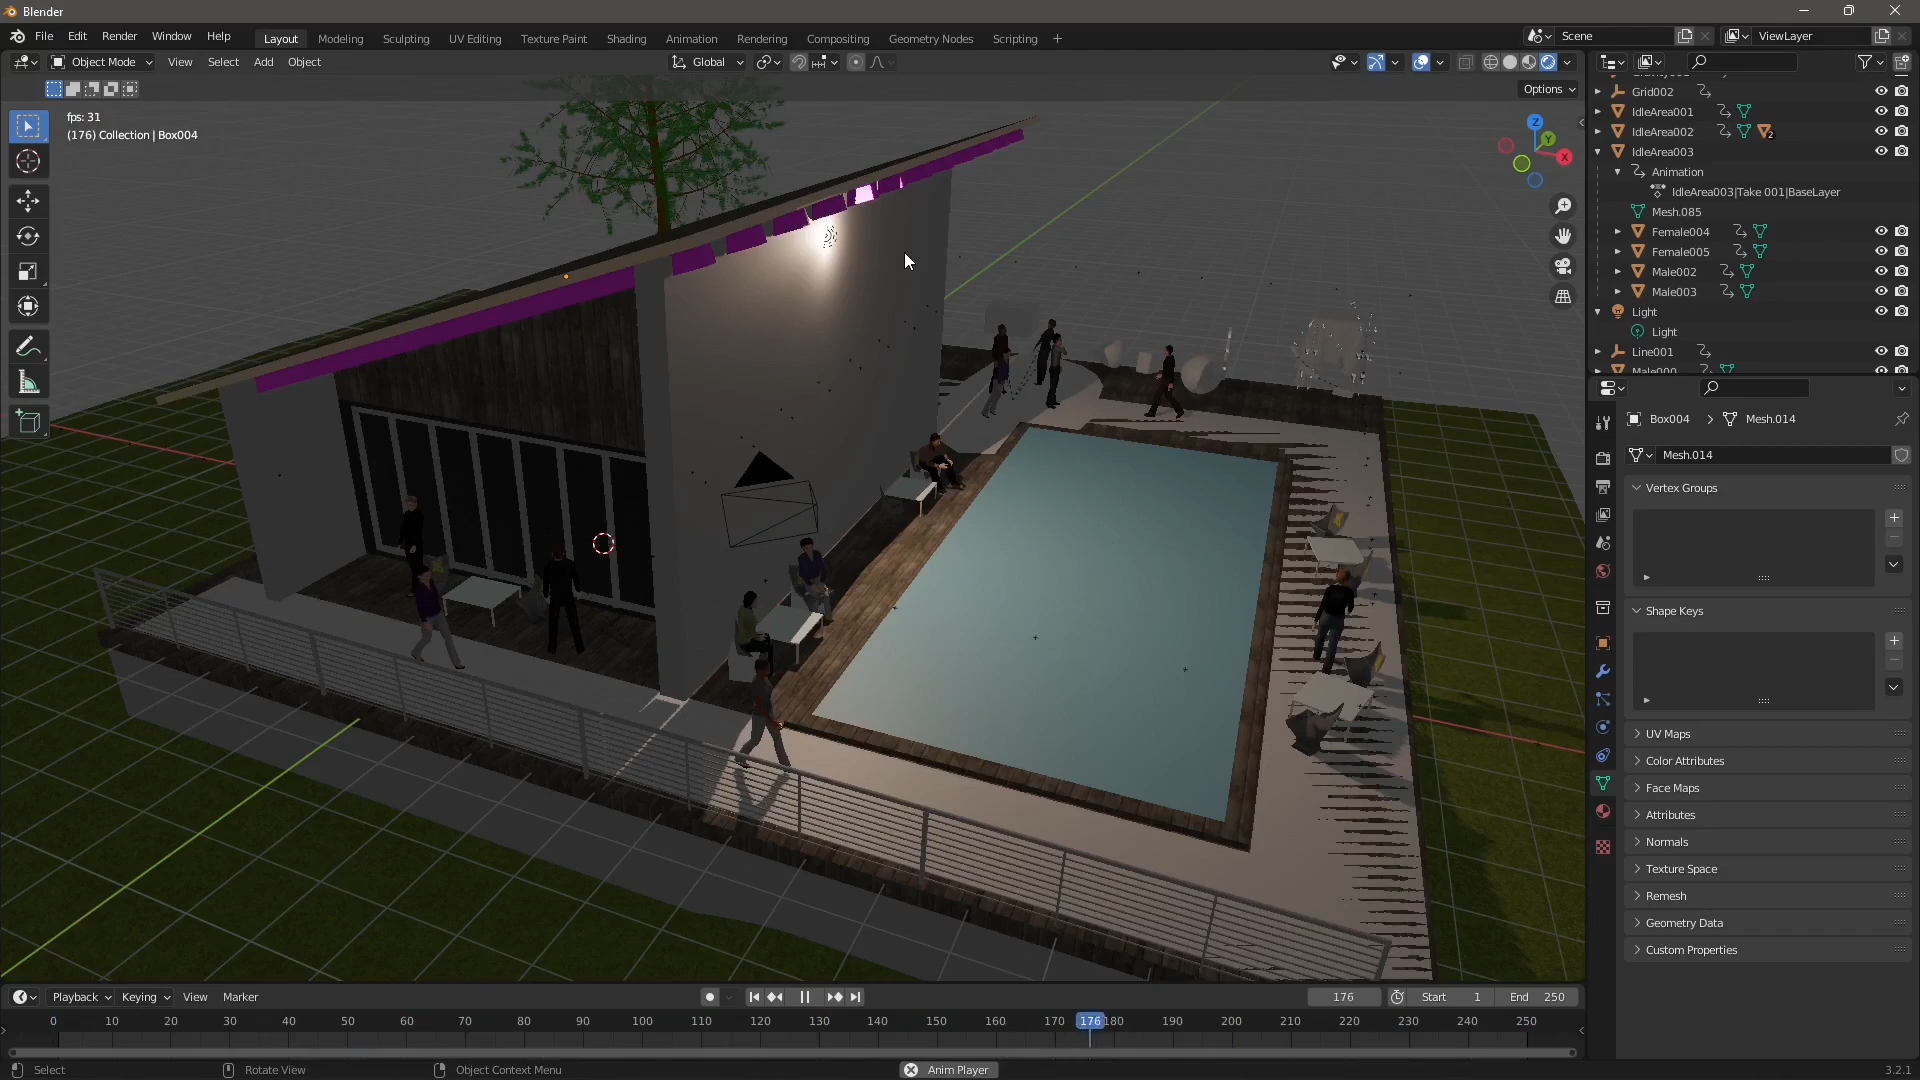 Blender
File Edit Render Window Help
Layout Modeling Sculpting UV Editing Texture Paint Shading Animation Rendering Compositing Geometry Nodes Scripting +
Scene
ViewLayer
Object Mode View Select Add Object
Global
Options
fps: 31
(176) Collection | Box004
Z
Y
X
Grid002
IdleArea001
IdleArea002
2
IdleArea003
Animation
IdleArea003|Take 001|BaseLayer
Mesh.085
Female004
Female005
Male002
Male003
Light
Light
Line001
Box004 > Mesh.014
Mesh.014
Vertex Groups
Shape Keys
UV Maps
Color Attributes
Face Maps
Attributes
Normals
Texture Space
Remesh
Geometry Data
Custom Properties
Playback Keying View Marker
176 Start 1 End 250
0 10 20 30 40 50 60 70 80 90 100 110 120 130 140 150 160 170 176 180 190 200 210 220 230 240 250
Select Rotate View Object Context Menu Anim Player 3.2.1